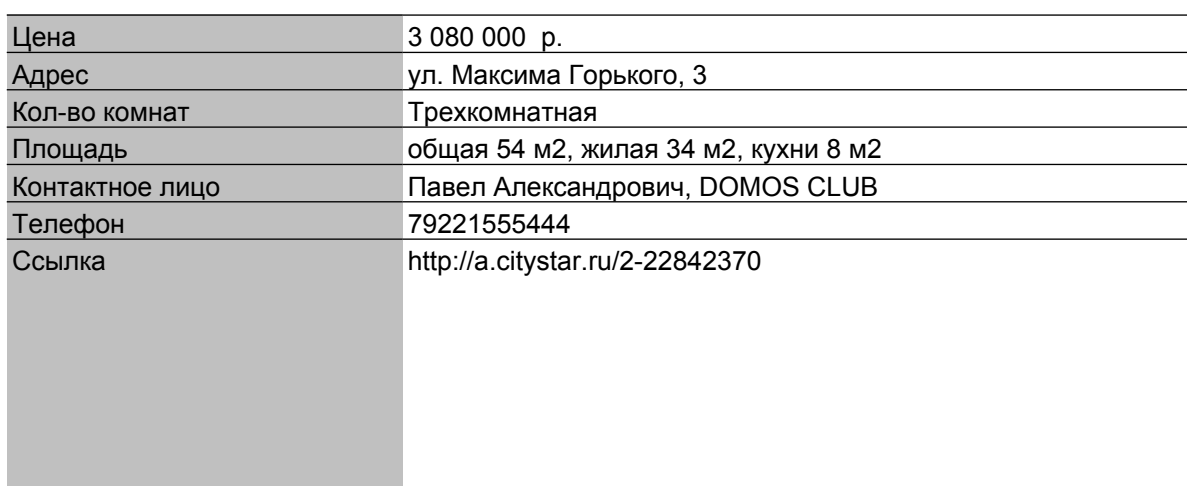 Цена 3 080 000 р.
Адрес ул. Максима Горького, 3
Кол-во комнат Трехкомнатная
Площадь общая 54 м2, жилая 34 м2, кухни 8 м2
Контактное лицо Павел Александрович, DOMOS CLUB
Телефон 79221555444
Ссылка http://a.citystar.ru/2-22842370